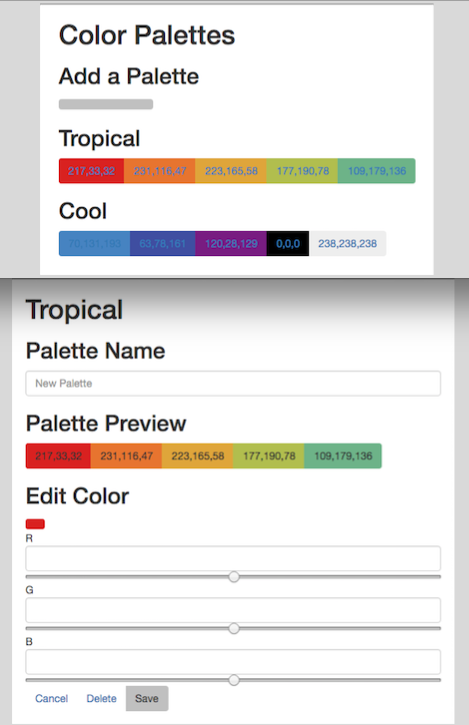 Color Palettes
Add a Palette
Tropical
217,33,32 231,116,47 223,165,58 177,190,78 109,179,136
Cool
70,131,193 63,78,161 120,28,129 0,0,0 238,238,238
Tropical
Palette Name
New Palette
Palette Preview
217,33,32 231,116,47 223,165,58 177,190,78 109,179,136
Edit Color
R
G
B
Cancel Delete Save